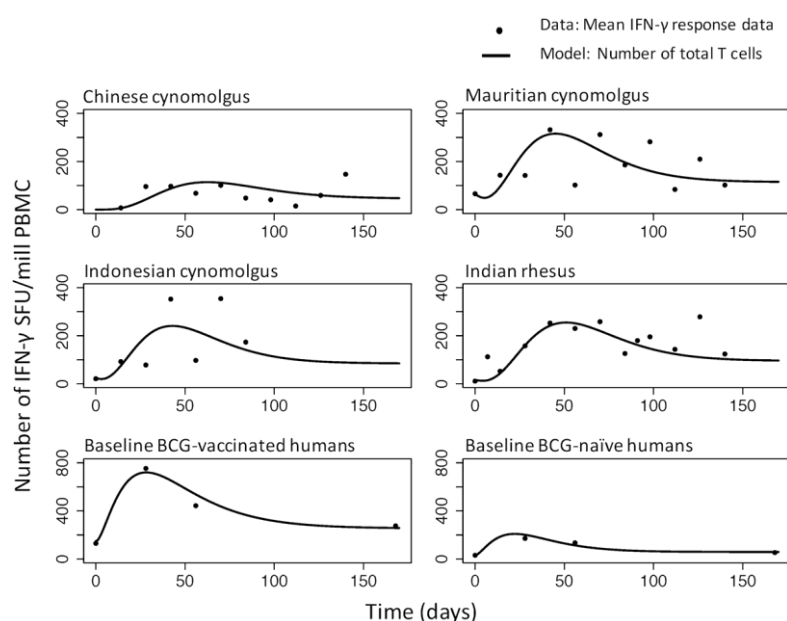 Data: Mean IFN-γ response data
Model: Number of total T cells
Number of IFN-γ SFU/mill PBMC
Chinese cynomolgus
400
200
0
0 50 100 150
Mauritian cynomolgus
400
200
0
0 50 100 150
Indonesian cynomolgus
400
200
0
0 50 100 150
Indian rhesus
400
200
0
0 50 100 150
Baseline BCG-vaccinated humans
800
400
0
0 50 100 150
Baseline BCG-naïve humans
800
400
0
0 50 100 150
Time (days)